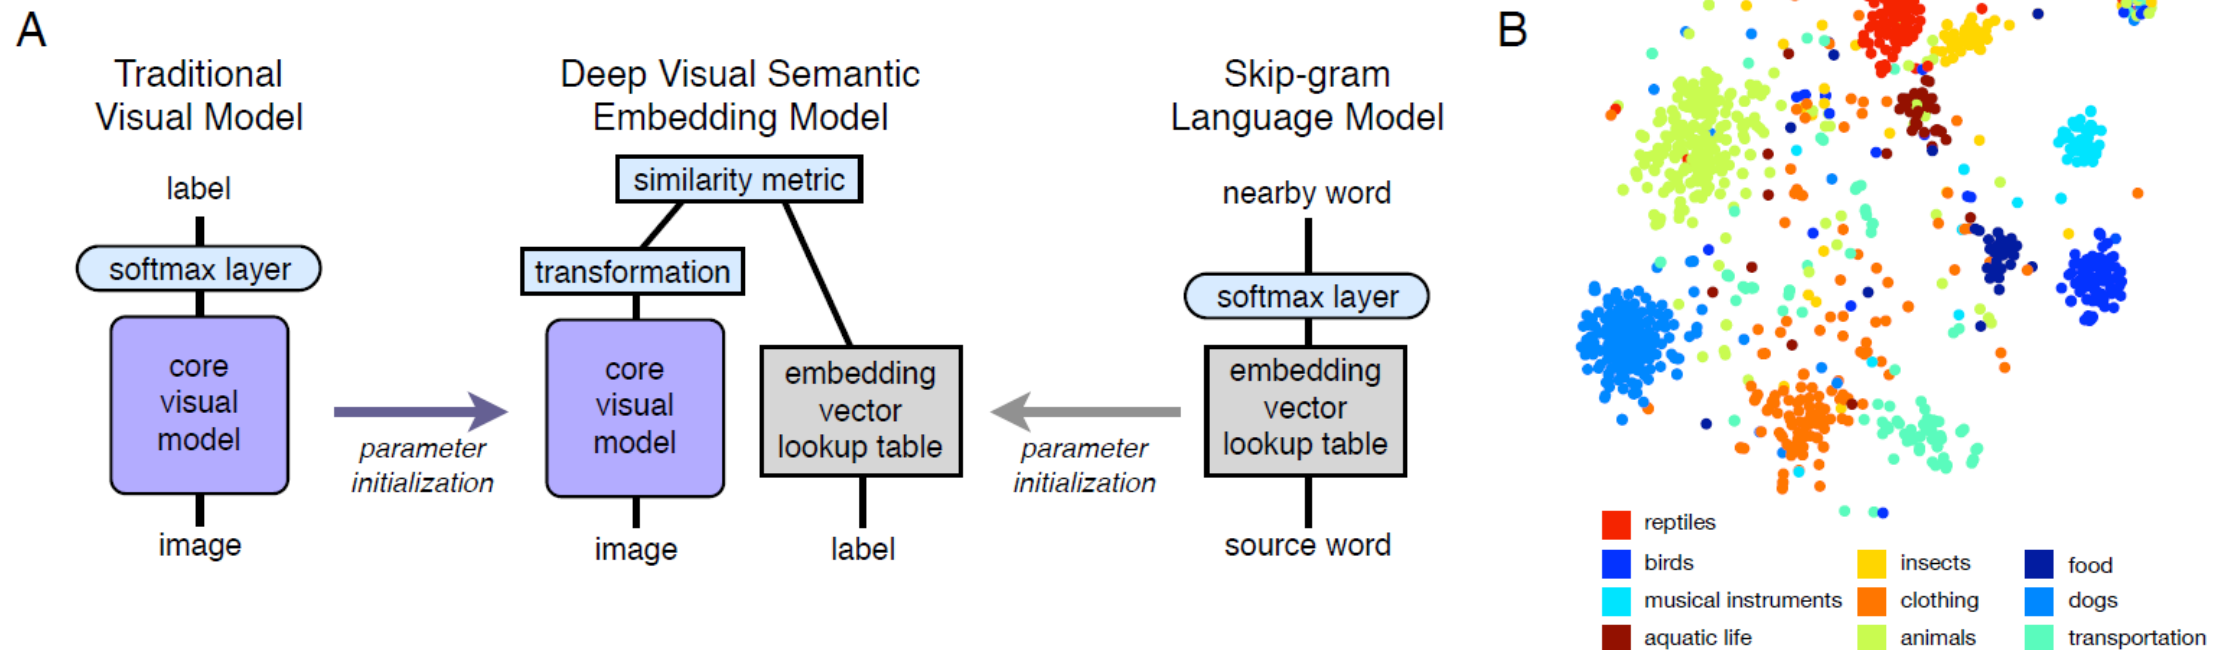 A
Traditional
Visual Model
label
softmax layer
core
visual
model
image
parameter
initialization
Deep Visual Semantic
Embedding Model
similarity metric
transformation
core
visual
model
image
embedding
vector
lookup table
label
parameter
initialization
Skip-gram
Language Model
nearby word
softmax layer
embedding
vector
lookup table
source word
B
reptiles
birds
musical instruments
aquatic life
insects
clothing
animals
food
dogs
transportation